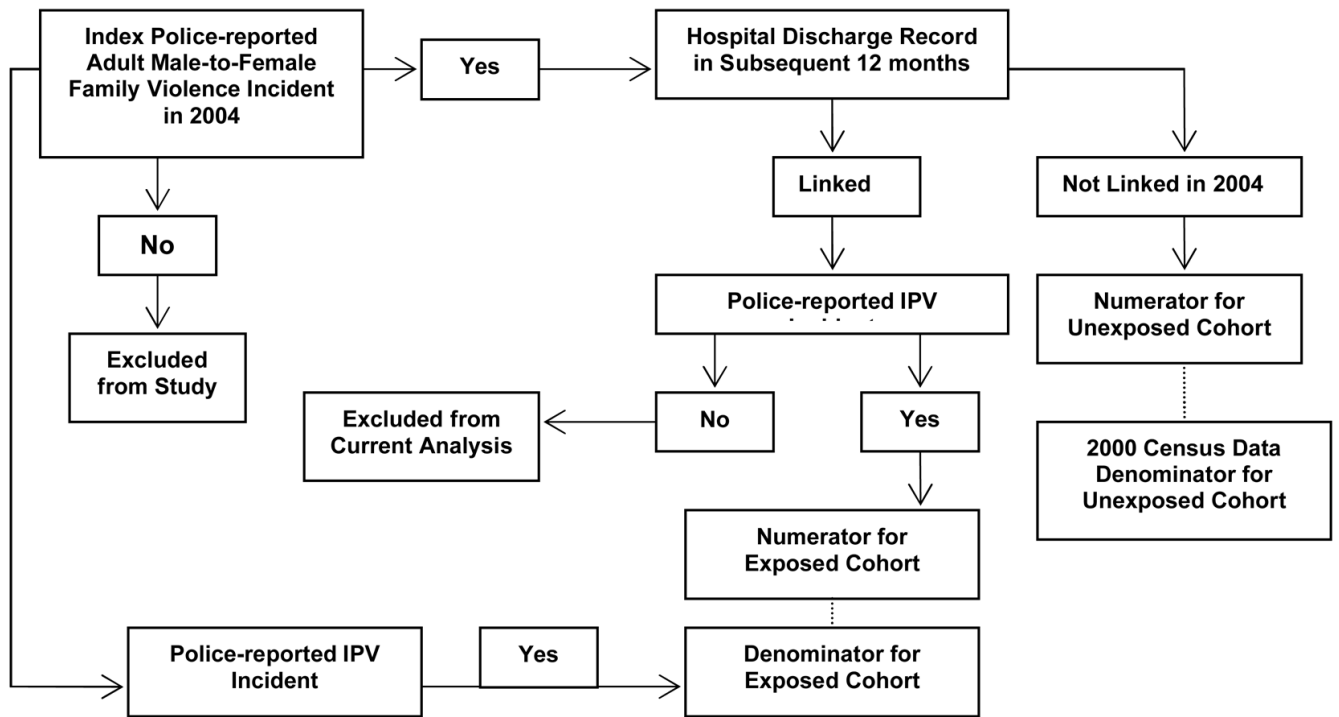 Index Police-reported
Adult Male-to-Female
Family Violence Incident
in 2004
Yes
Hospital Discharge Record
in Subsequent 12 months
No
Linked
Not Linked in 2004
Excluded
from Study
Police-reported IPV
Numerator for
Unexposed Cohort
No
Yes
Excluded from
Current Analysis
2000 Census Data
Denominator for
Unexposed Cohort
Numerator for
Exposed Cohort
Police-reported IPV
Incident
Yes
Denominator for
Exposed Cohort